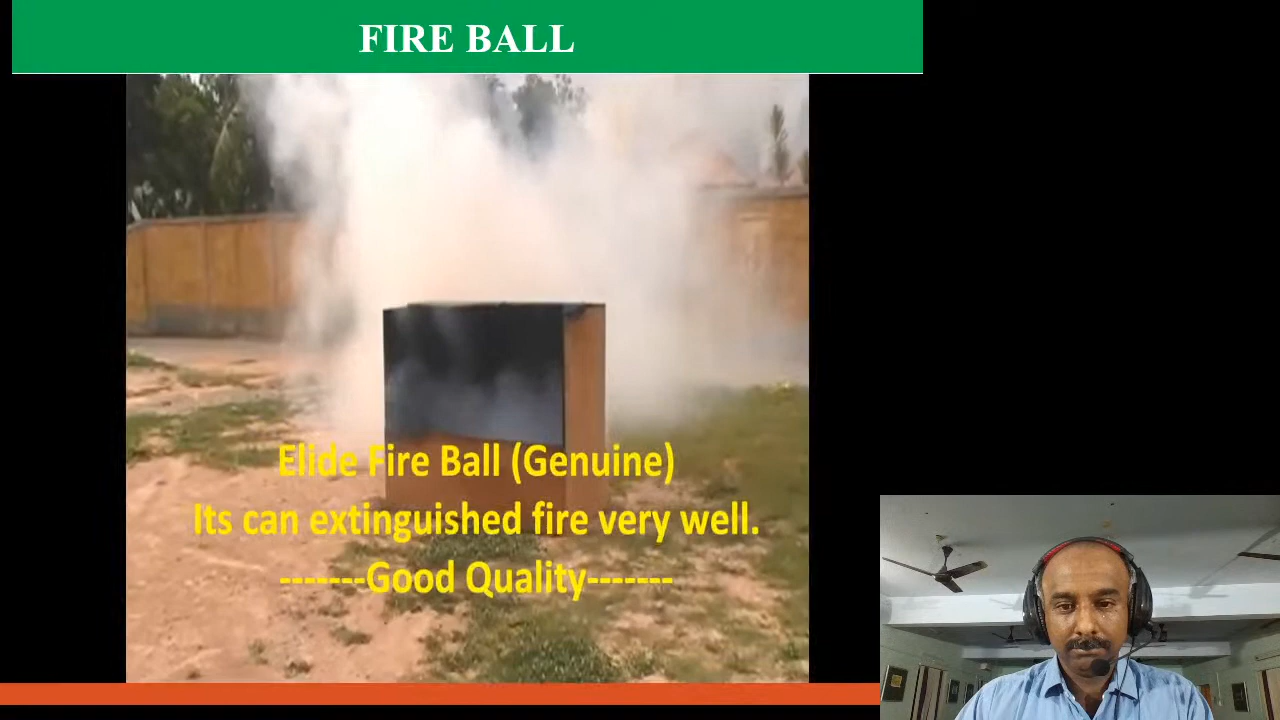 FIRE BALL
Elide Fire Ball (Genuine)
Its can extinguished fire very well.
-------Good Quality-------